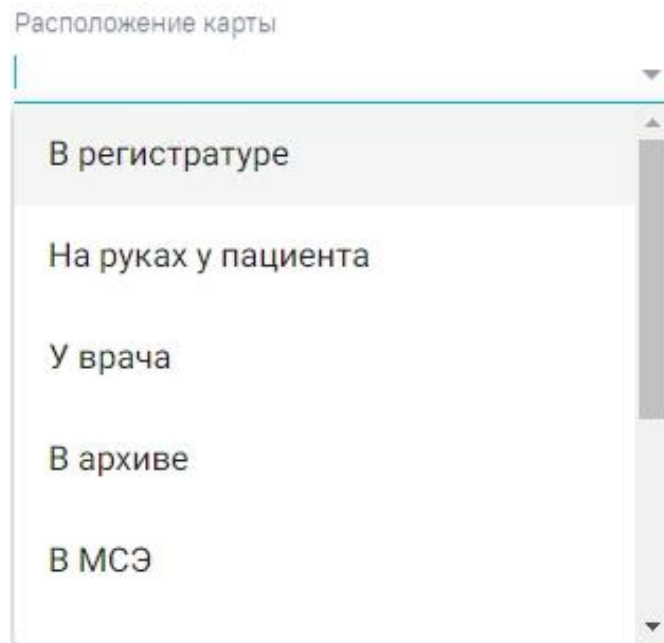 Расположение карты
В регистратуре
На руках у пациента
У врача
В архиве
В МСЭ